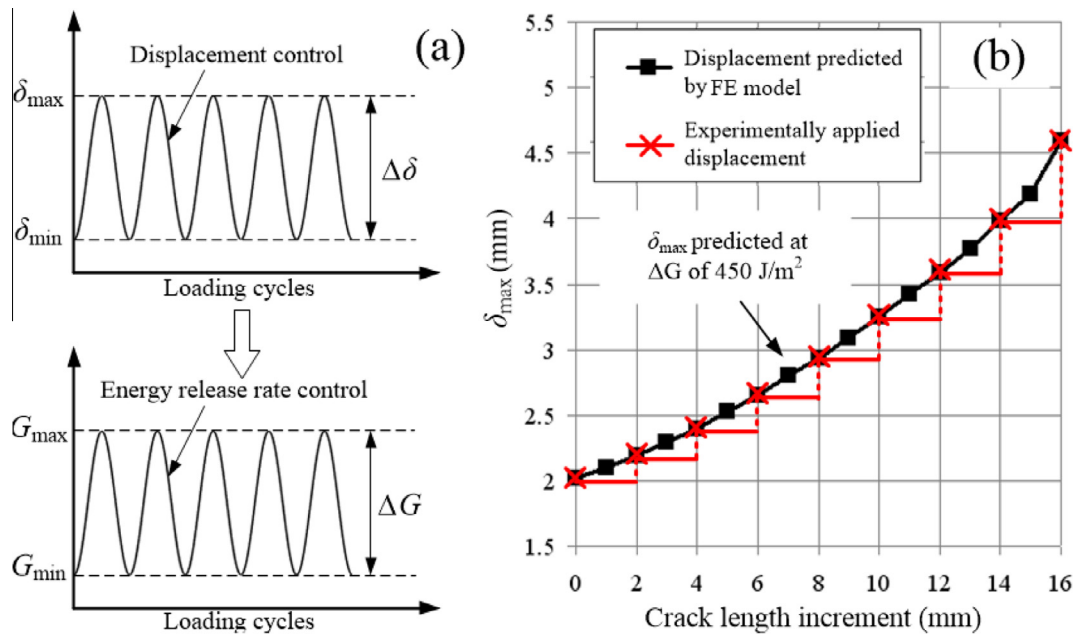 (a)
Displacement control
δmax
Δδ
δmin
Loading cycles
Energy release rate control
Gmax
ΔG
Gmin
Loading cycles
(b)
5.5
5
4.5
4
3.5
3
2.5
2
1.5
δmax (mm)
Displacement predicted
by FE model
Experimentally applied
displacement
δmax predicted at
ΔG of 450 J/m²
0 2 4 6 8 10 12 14 16
Crack length increment (mm)